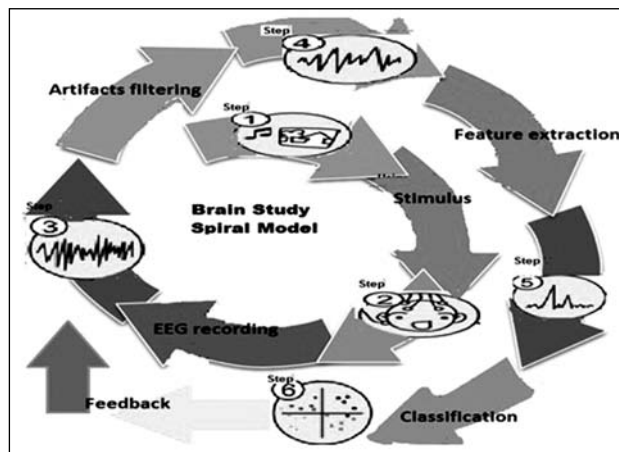 Step
4
Artifacts filtering
Step
1
Feature extraction
Stimulus
Brain Study
Spiral Model
Step
3
Step
2
Step
5
EEG recording
Step
6
Feedback
Classification